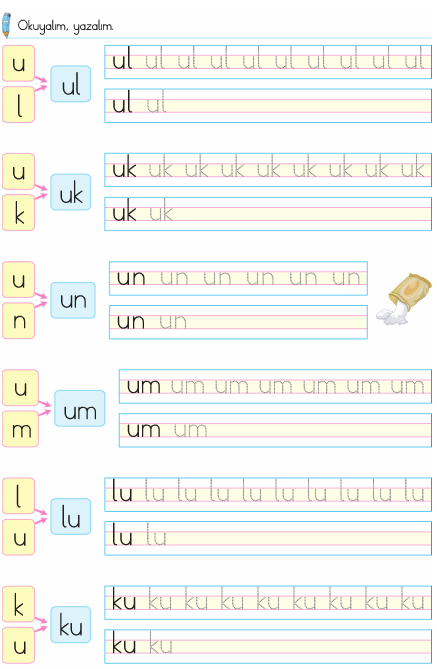 Okuyalım, yazalım.
u
l
ul
ul ul ul ul ul ul ul ul ul ul
ul ul
u
k
uk
uk uk uk uk uk uk uk uk uk
uk uk
u
n
un
un un un un un un
un un
u
m
um
um um um um um um um
um um
l
u
lu
lu lu lu lu lu lu lu lu lu lu
lu lu
k
u
ku
ku ku ku ku ku ku ku ku ku
ku ku